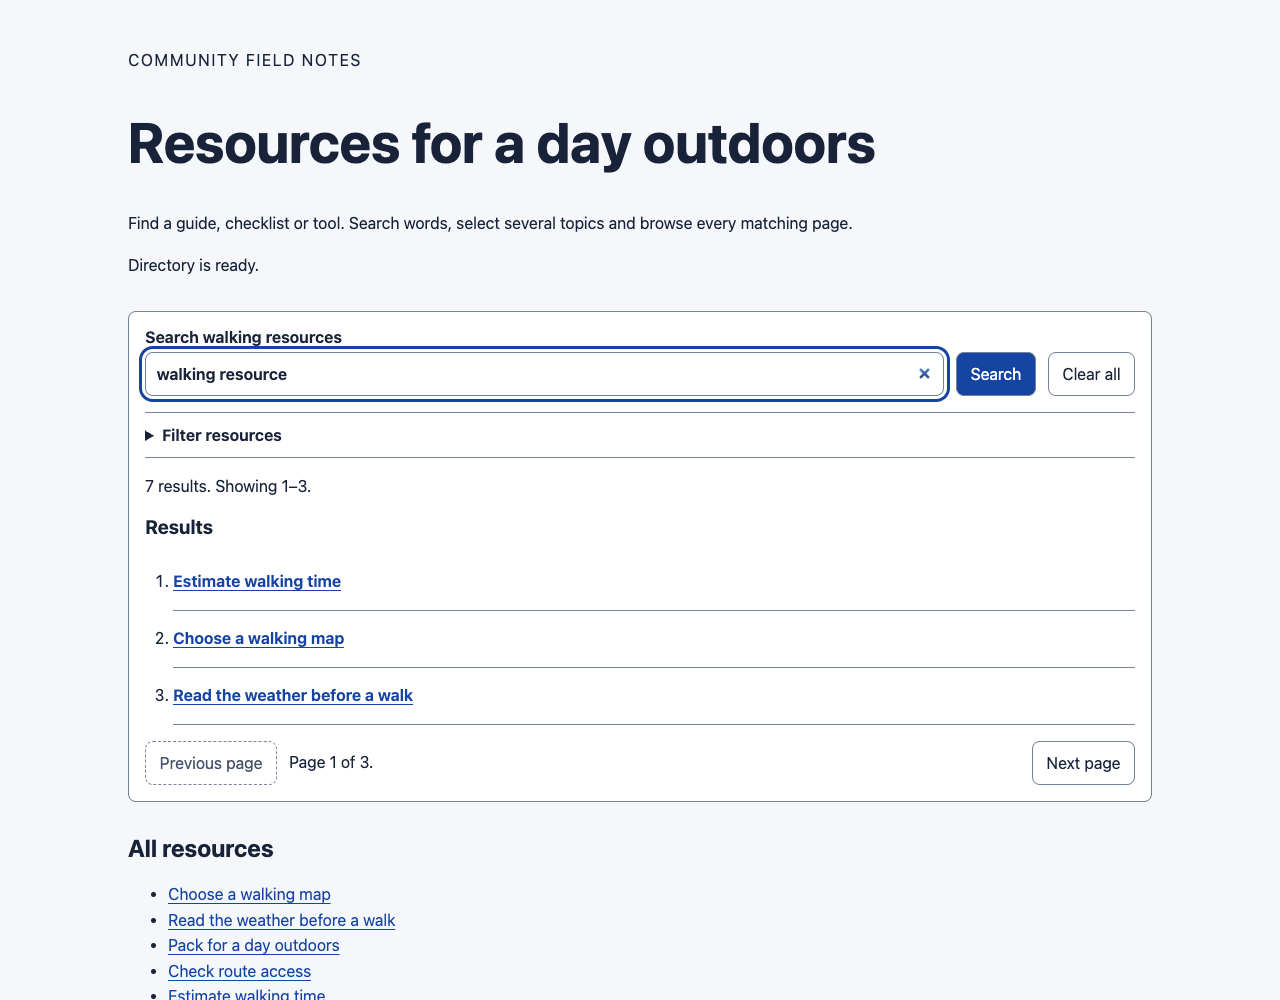 COMMUNITY FIELD NOTES
Resources for a day outdoors
Find a guide, checklist or tool. Search words, select several topics and browse every matching page.
Directory is ready.
Search walking resources
walking resource
Search
Clear all
Filter resources
7 results. Showing 1–3.
Results
1. Estimate walking time
2. Choose a walking map
3. Read the weather before a walk
Previous page
Page 1 of 3.
Next page
All resources
Choose a walking map
Read the weather before a walk
Pack for a day outdoors
Check route access
Estimate walking time